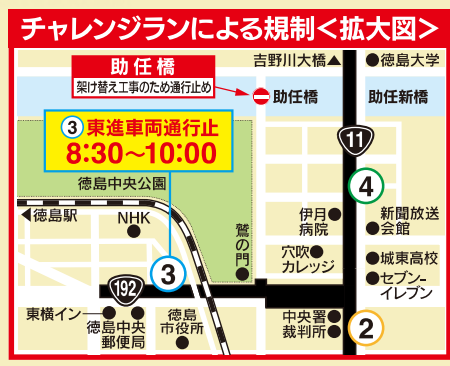 チャレンジランによる規制<拡大図>
吉野川大橋▲
●徳島大学
助任橋
架け替え工事のため通行止め
助任橋
助任新橋
③東進車両通行止
8:30〜10:00
11
徳島中央公園
4
◀徳島駅
NHK
鷲の門
伊月
病院
新聞放送
会館
穴吹
カレッジ
城東高校
セブン-
イレブン
3
192
東横イン
徳島中央
郵便局
徳島
市役所
中央署
裁判所
2